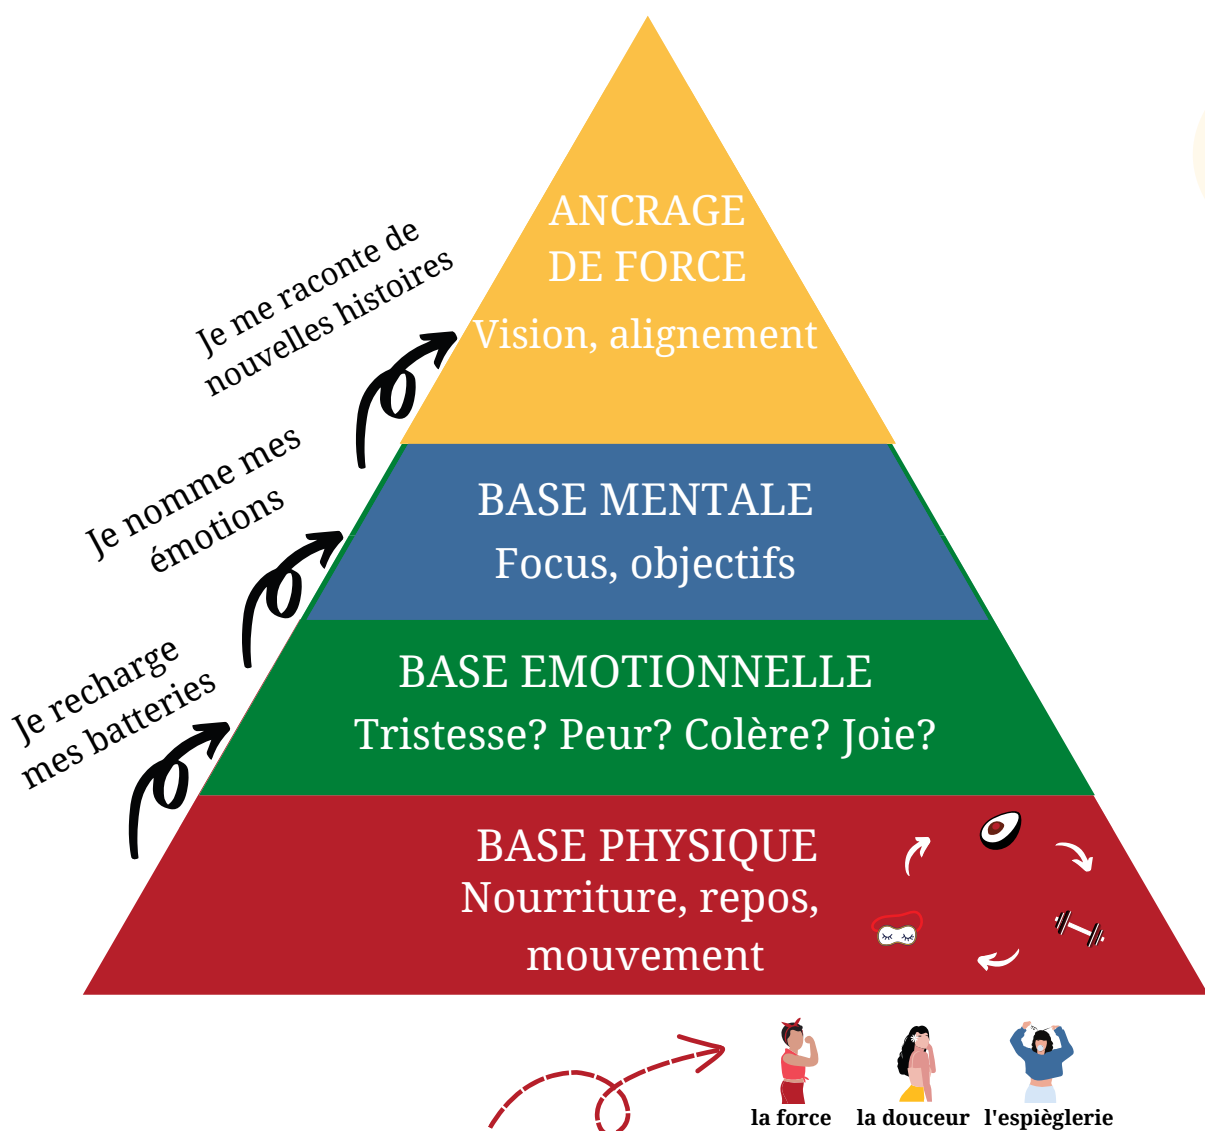 ANCRAGE
DE FORCE
Vision, alignement
Je me raconte de
nouvelles histoires
BASE MENTALE
Focus, objectifs
Je nomme mes
émotions
BASE EMOTIONNELLE
Tristesse? Peur? Colère? Joie?
Je recharge
mes batteries
BASE PHYSIQUE
Nourriture, repos,
mouvement
la force
la douceur
l'espièglerie